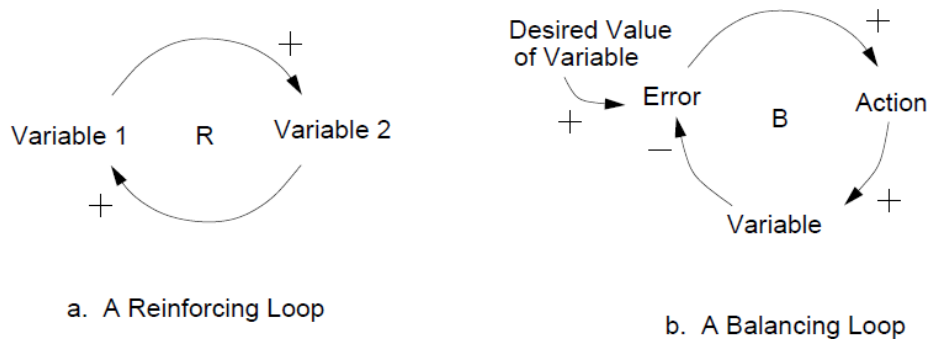 +
Variable 1
R
Variable 2
+
a. A Reinforcing Loop
Desired Value
of Variable
+
+
Error
B
Action
−
+
Variable
b. A Balancing Loop